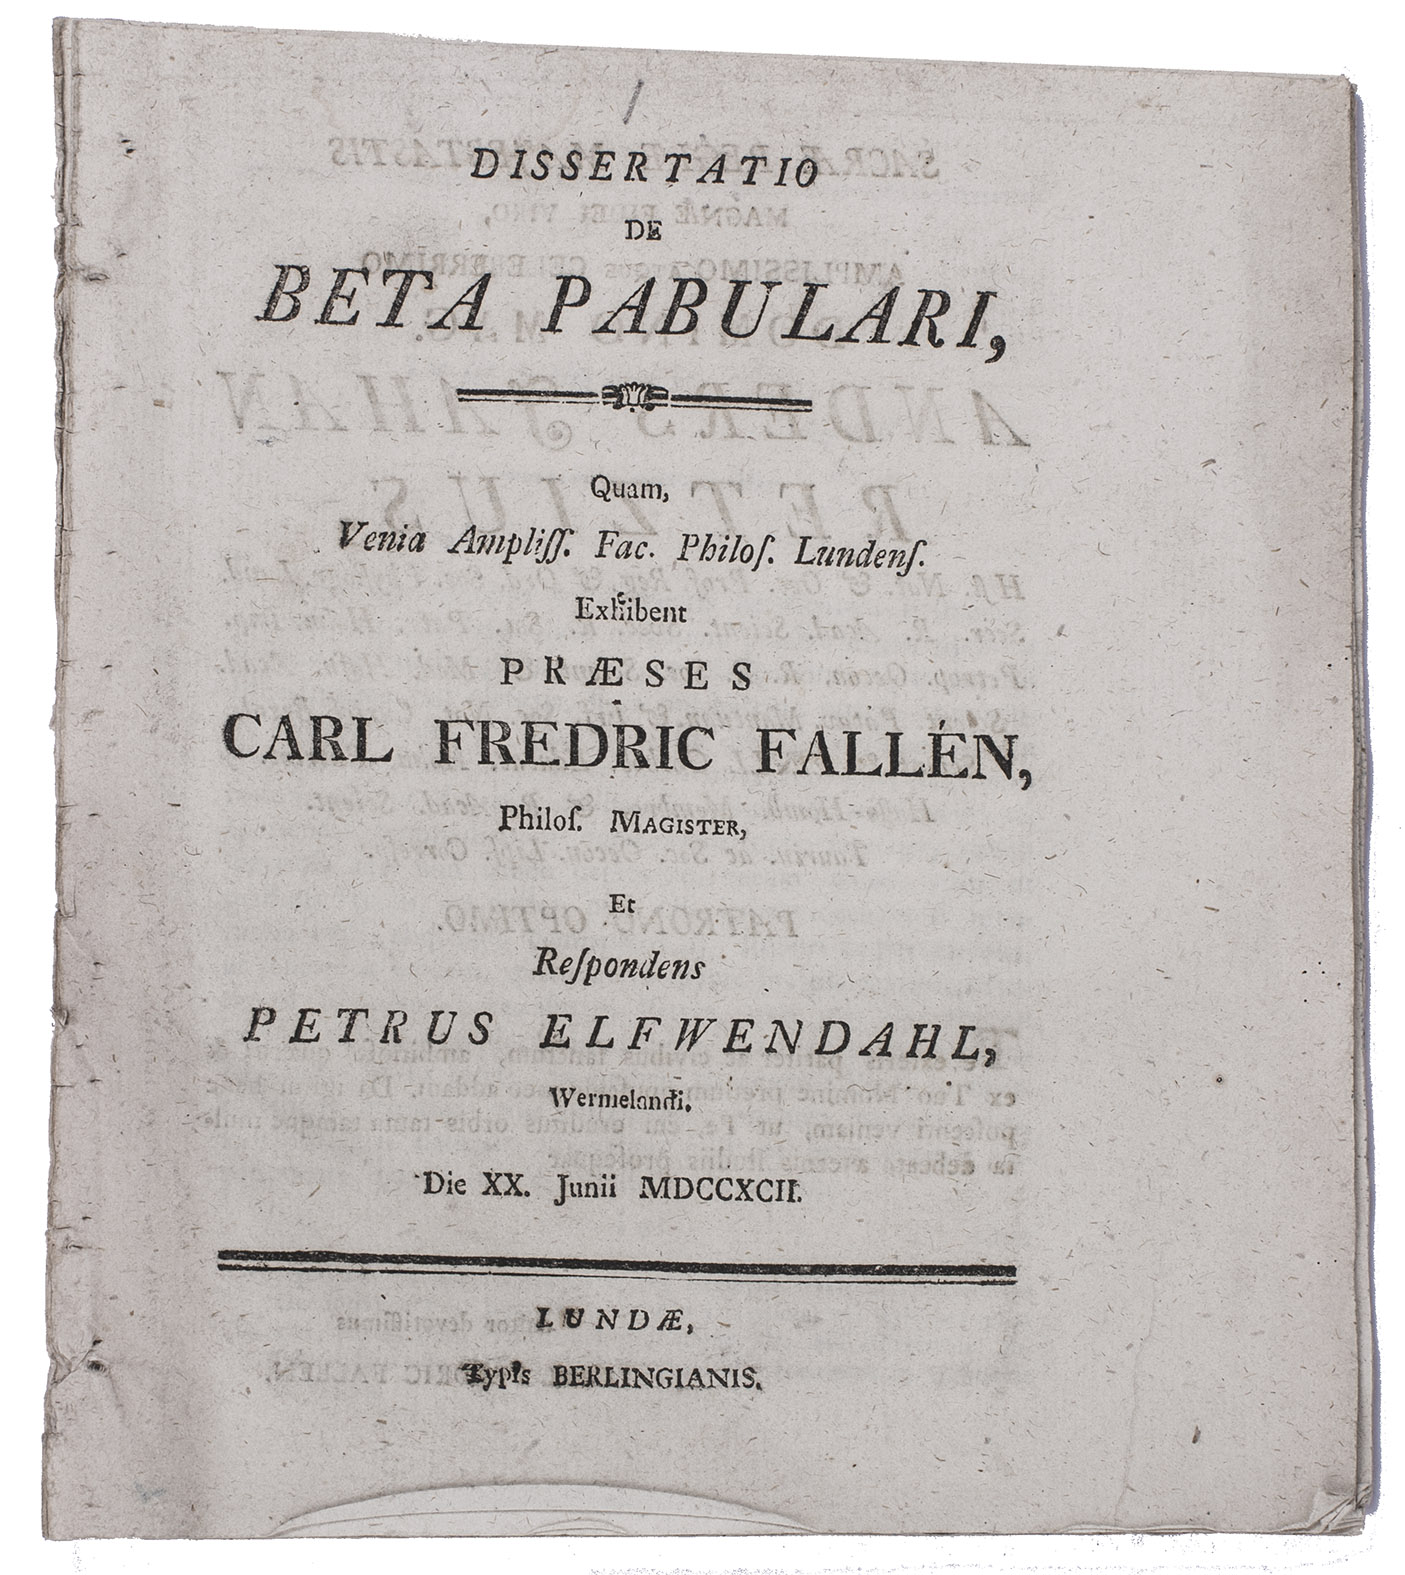 DISSERTATIO
DE
BETA PABULARI,
Quam,
Venia Ampliſſ. Fac. Philoſ. Lundenſ.
Exhibent
PRÆSES
CARL FREDRIC FALLÉN,
Philoſ. MAGISTER,
Et
Reſpondens
PETRUS ELFWENDAHL,
Wermelandi.
Die XX. Junii MDCCXCII.
LUNDÆ,
Typis BERLINGIANIS.